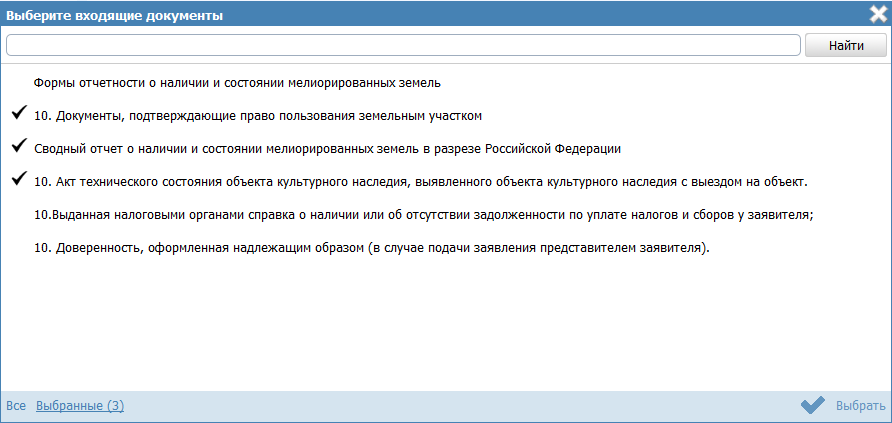 Выберите входящие документы
Найти
Формы отчетности о наличии и состоянии мелиорированных земель
10. Документы, подтверждающие право пользования земельным участком
Сводный отчет о наличии и состоянии мелиорированных земель в разрезе Российской Федерации
10. Акт технического состояния объекта культурного наследия, выявленного объекта культурного наследия с выездом на объект.
10.Выданная налоговыми органами справка о наличии или об отсутствии задолженности по уплате налогов и сборов у заявителя;
10. Доверенность, оформленная надлежащим образом (в случае подачи заявления представителем заявителя).
Все Выбранные (3) Выбрать